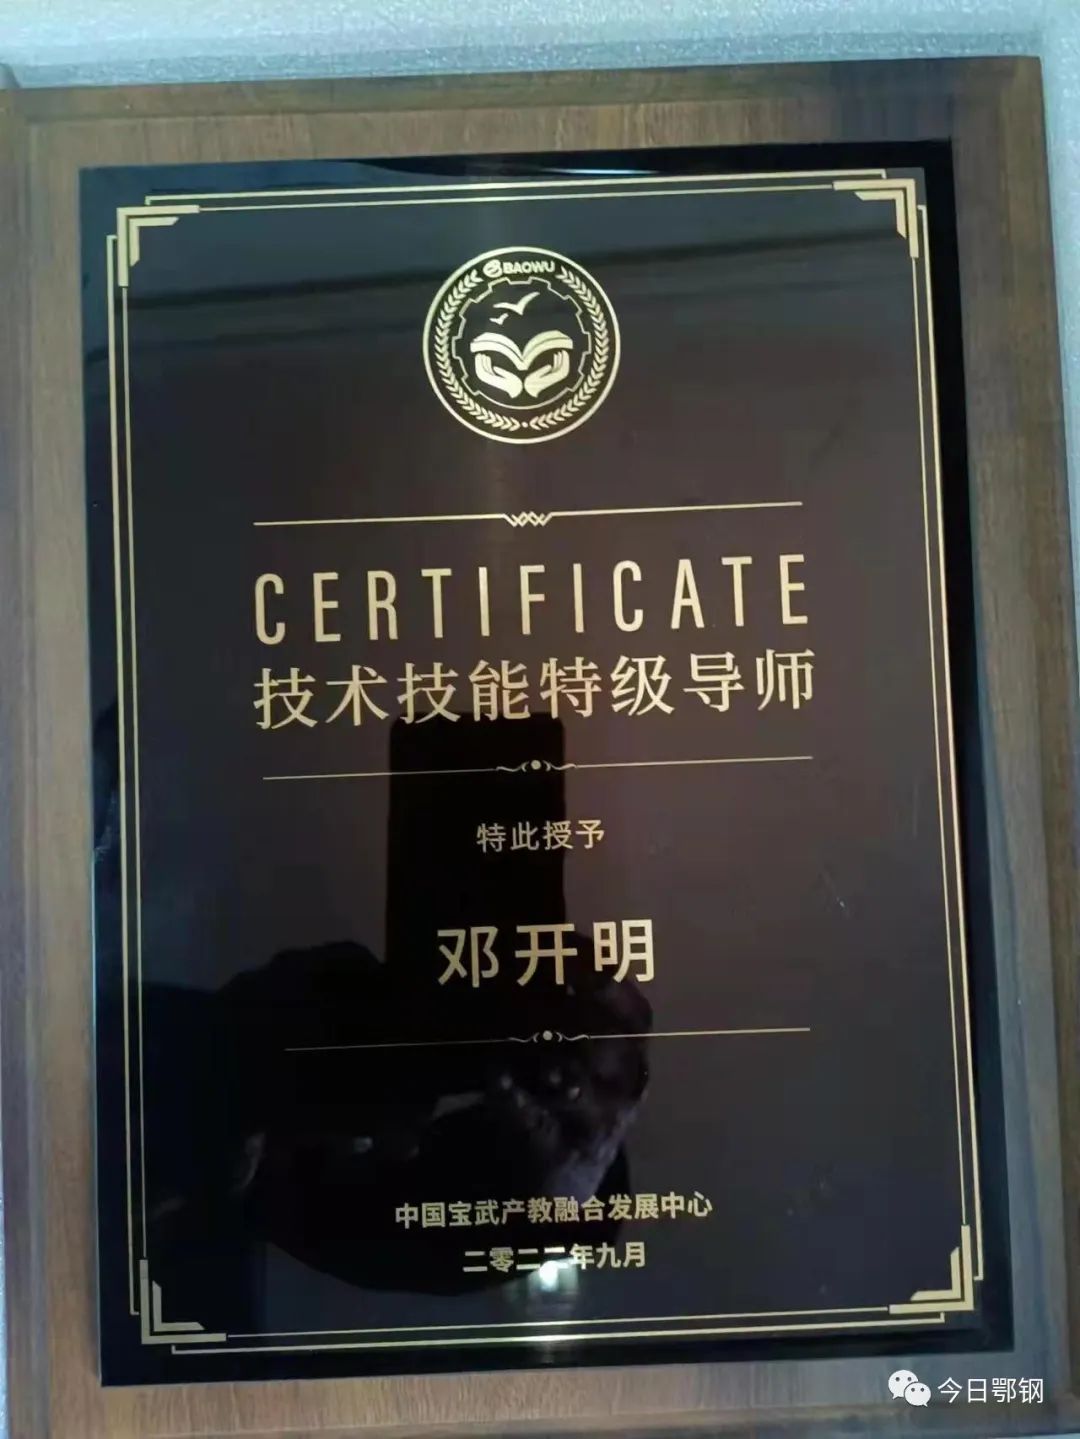 BAOWU
CERTIFICATE
技术技能特级导师
特此授予
邓开明
中国宝武产教融合发展中心
二零二二年九月
今日鄂钢